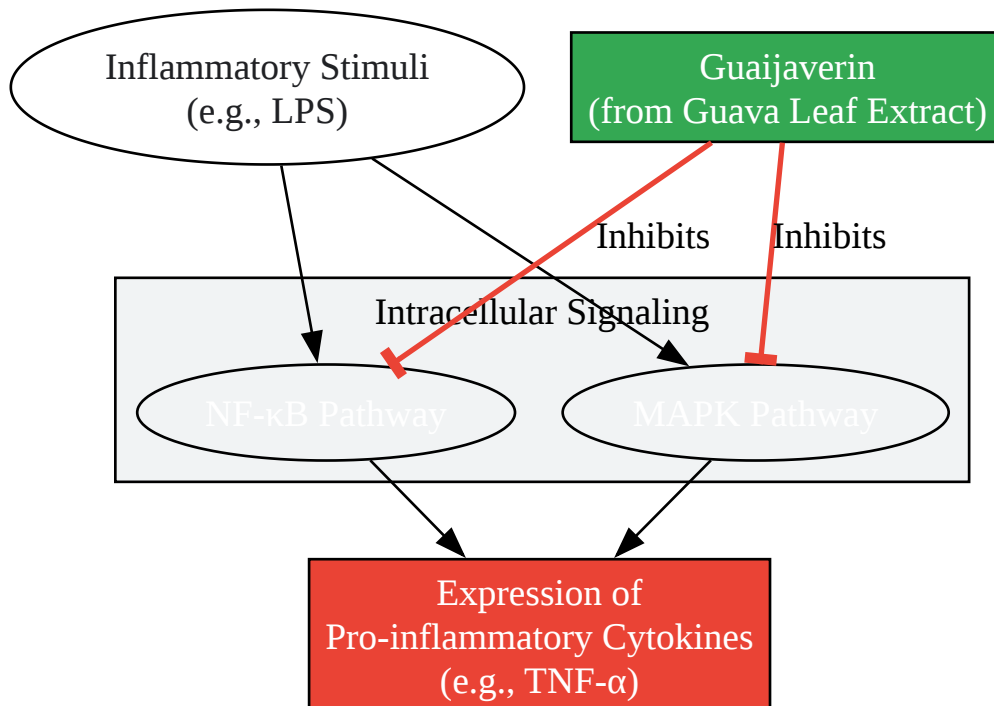 Inflammatory Stimuli
(e.g., LPS)
Guaijaverin
(from Guava Leaf Extract)
Inhibits
Inhibits
Intracellular Signaling
NF-κB Pathway
MAPK Pathway
Expression of
Pro-inflammatory Cytokines
(e.g., TNF-α)